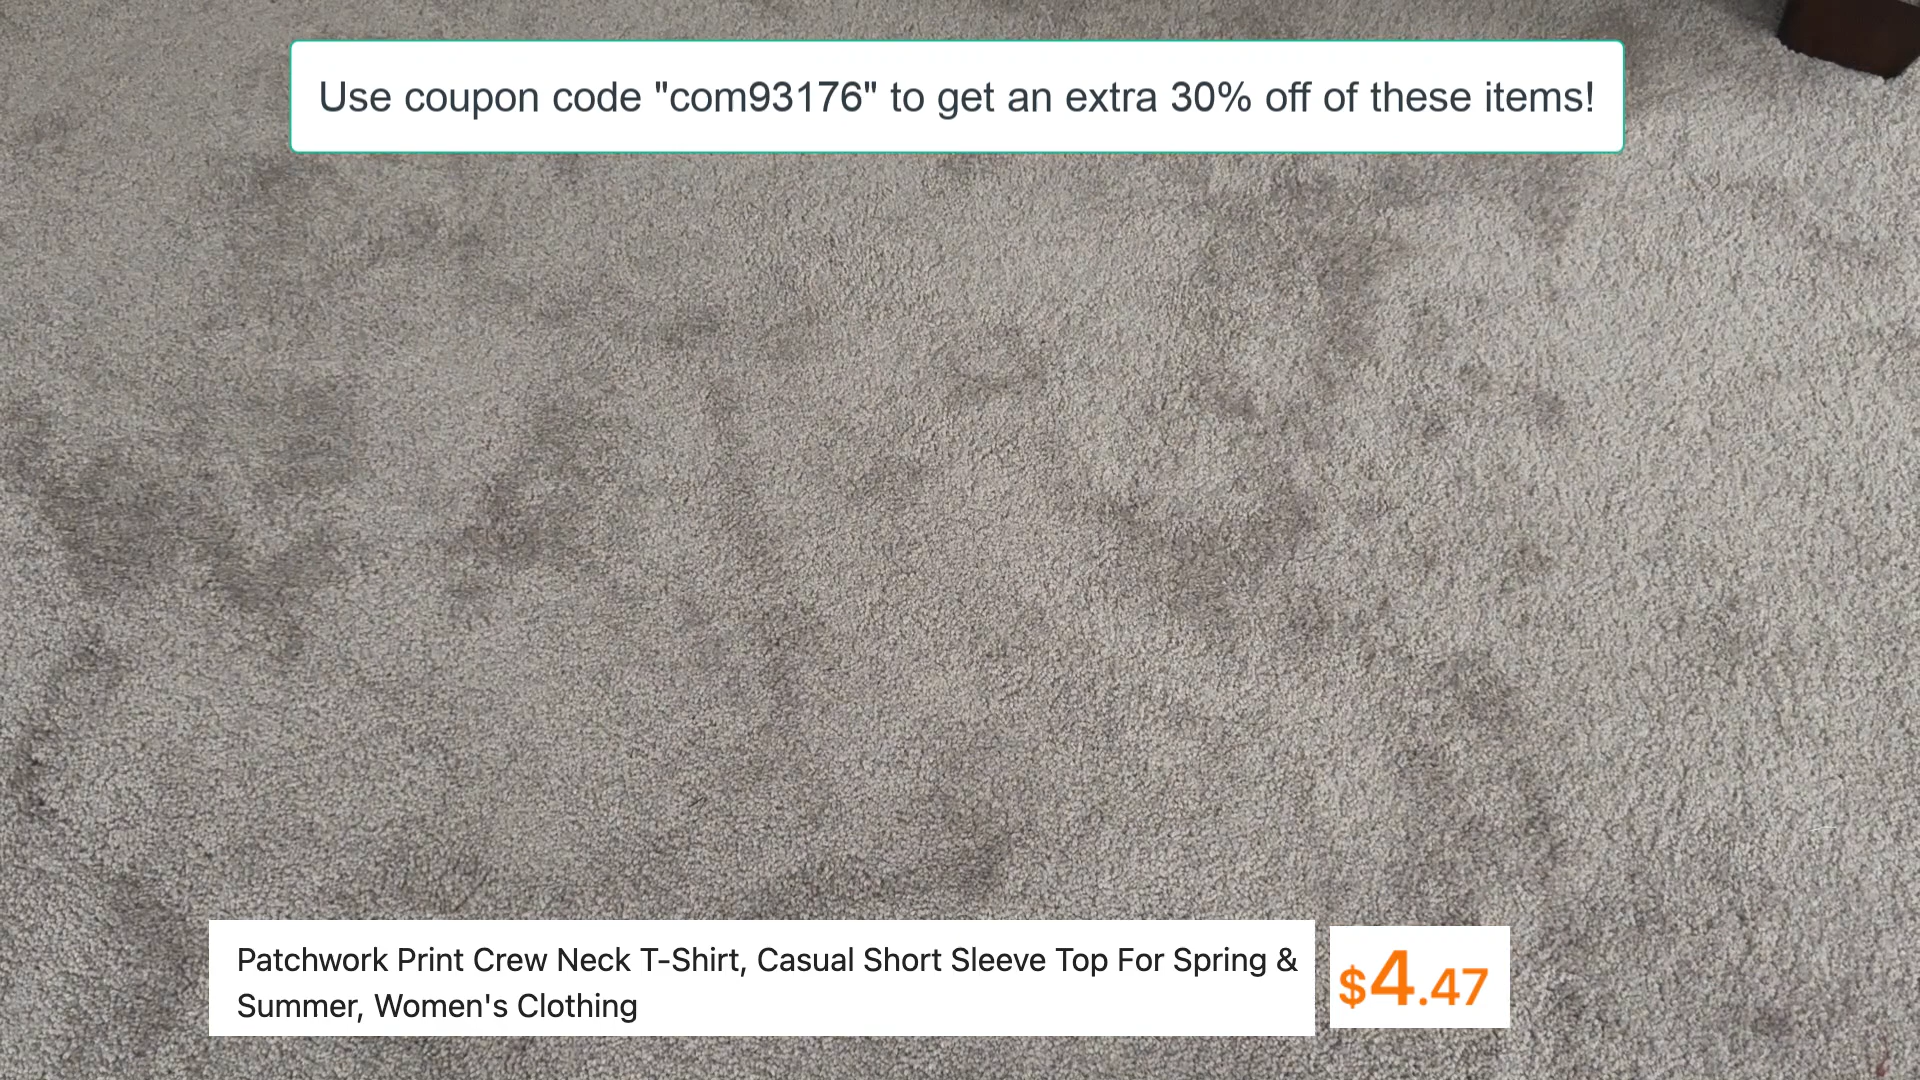 Use coupon code "com93176" to get an extra 30% off of these items!
Patchwork Print Crew Neck T-Shirt, Casual Short Sleeve Top For Spring &
Summer, Women's Clothing
$4.47